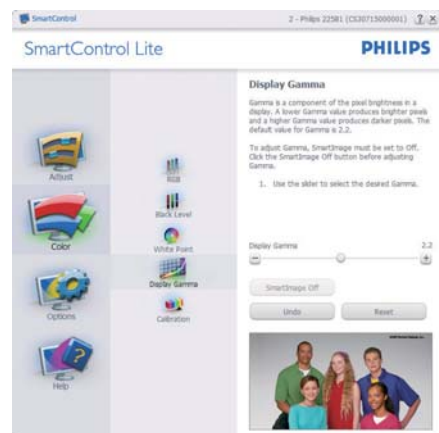 SmartControl
2 - Philips 225B1 (CS30715000001)
? X
SmartControl Lite
PHILIPS
Adjust
Color
Options
Help
RGB
Black Level
White Point
Display Gamma
Calibration
Display Gamma
Gamma is a component of the pixel brightness in a
display. A lower Gamma value produces brighter pixels
and a higher Gamma value produces darker pixels. The
default value for Gamma is 2.2.
To adjust Gamma, SmartImage must be set to Off.
Click the SmartImage Off button before adjusting
Gamma.
1. Use the slider to select the desired Gamma.
Display Gamma 2.2
SmartImage Off
Undo
Reset